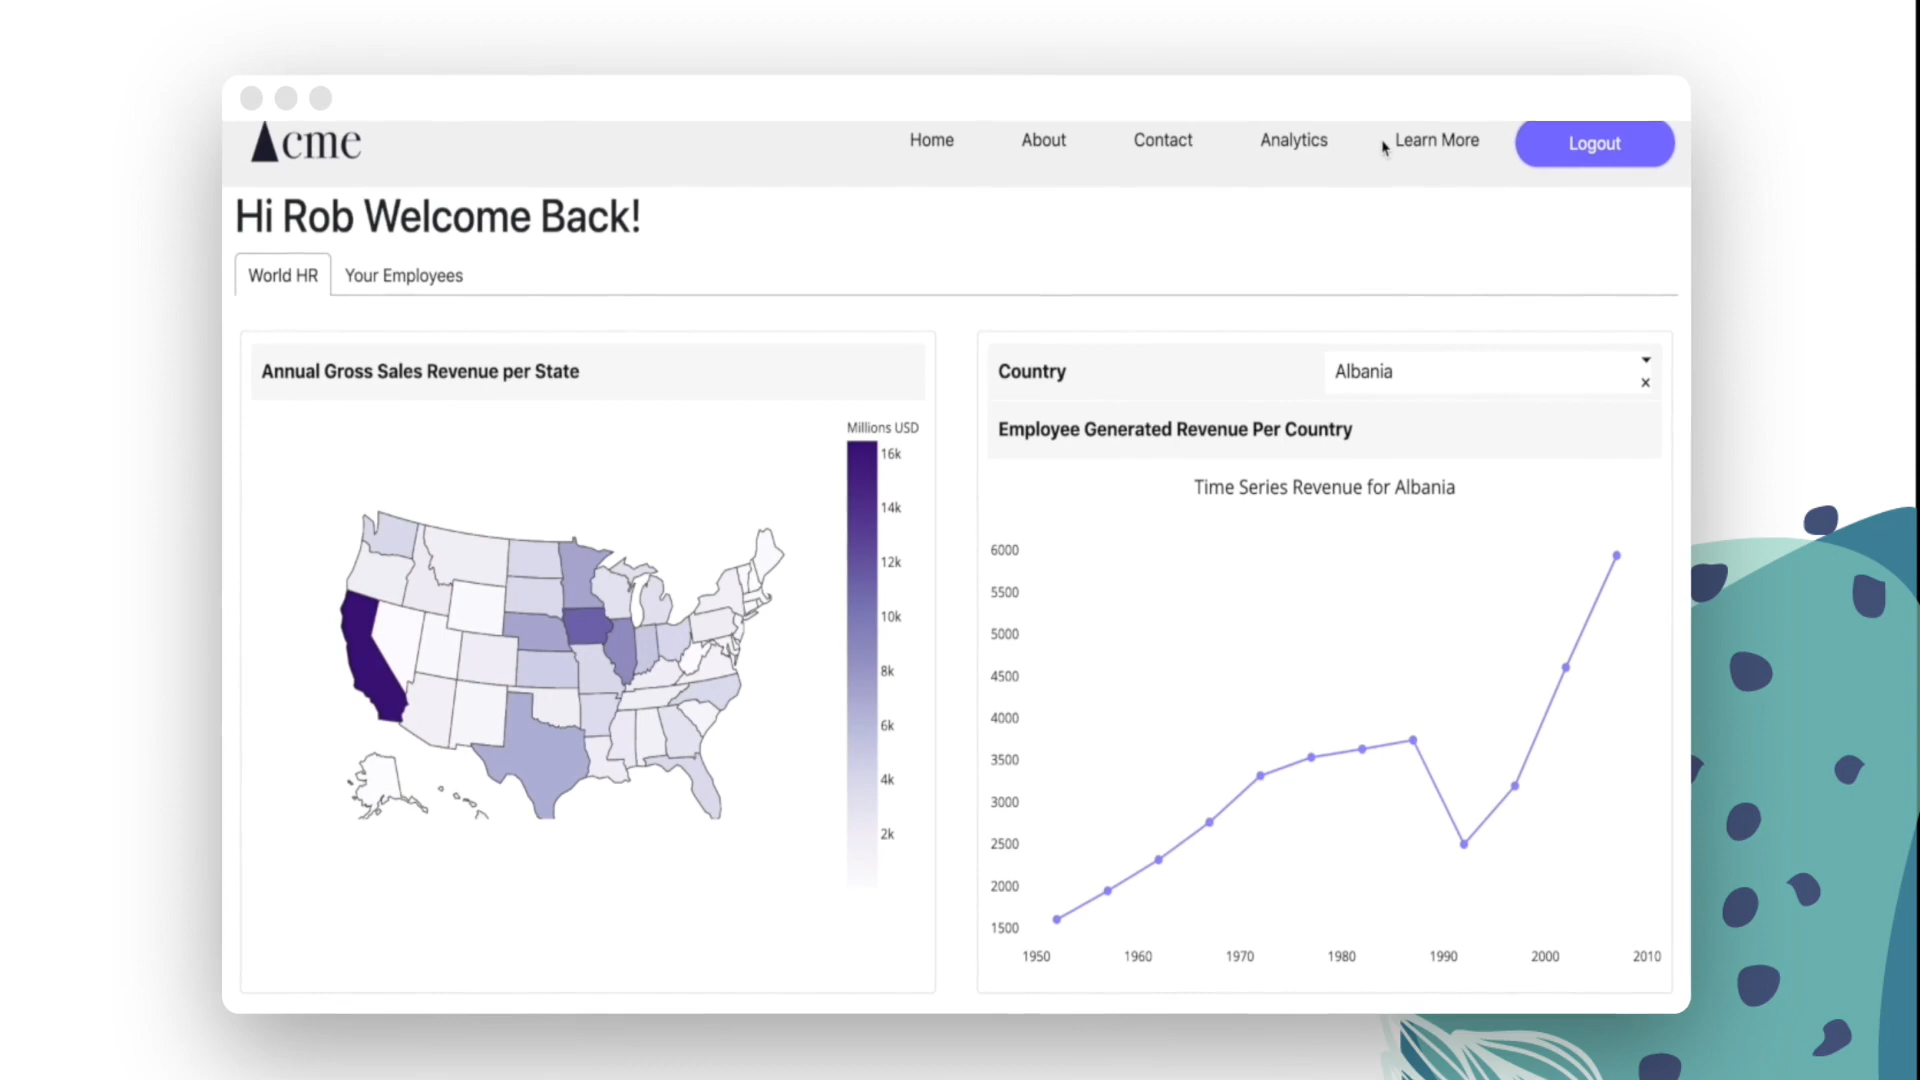 Acme
Home About Contact Analytics Learn More Logout
Hi Rob Welcome Back!
World HR Your Employees
Annual Gross Sales Revenue per State
Millions USD
16k
14k
12k
10k
8k
6k
4k
2k
Country Albania
Employee Generated Revenue Per Country
Time Series Revenue for Albania
6000
5500
5000
4500
4000
3500
3000
2500
2000
1500
1950 1960 1970 1980 1990 2000 2010